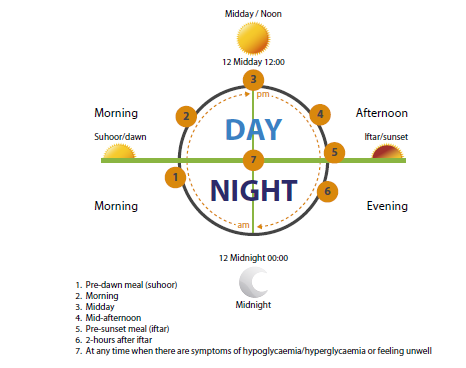 Midday / Noon
12 Midday 12:00
3
pm
Morning
2
4
Afternoon
DAY
Suhoor/dawn
Iftar/sunset
5
7
1
NIGHT
6
Morning
Evening
am
12 Midnight 00:00
Midnight
1. Pre-dawn meal (suhoor)
2. Morning
3. Midday
4. Mid-afternoon
5. Pre-sunset meal (iftar)
6. 2-hours after iftar
7. At any time when there are symptoms of hypoglycaemia/hyperglycaemia or feeling unwell